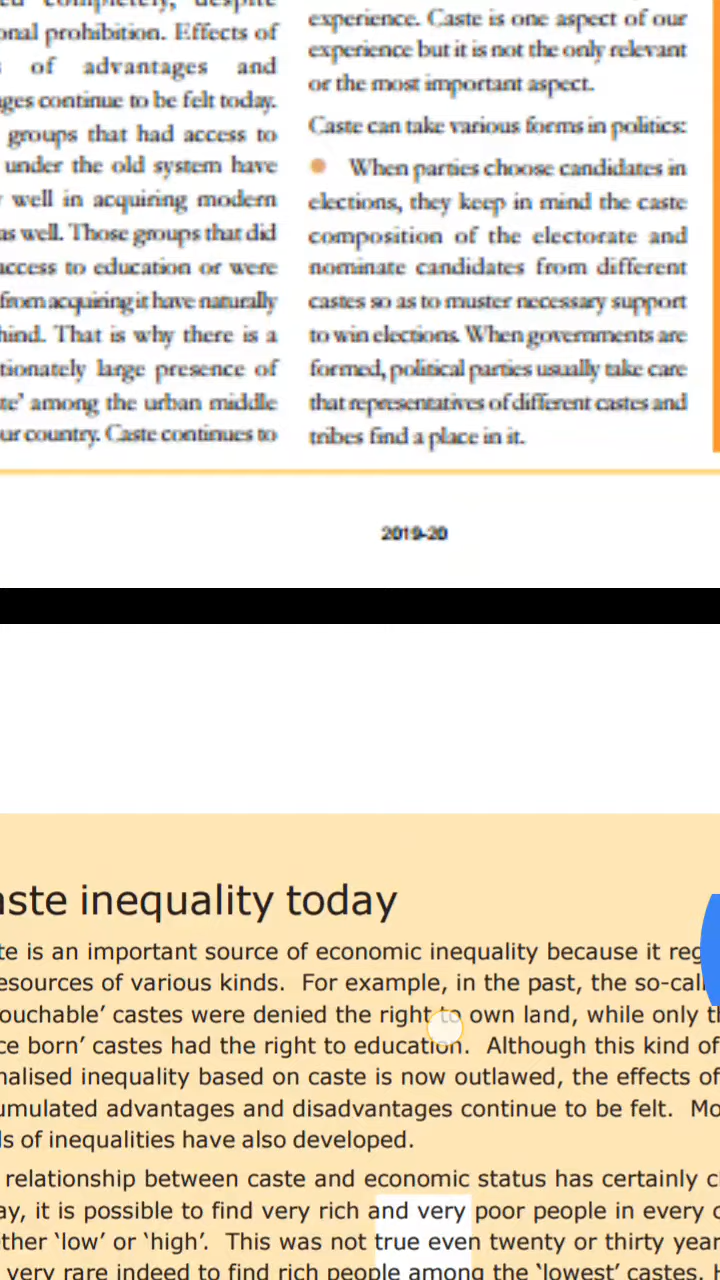 onal prohibition. Effects of
of advantages and
ges continue to be felt today.
groups that had access to
under the old system have
well in acquiring modern
as well. Those groups that did
access to education or were
from acquiring it have naturally
hind. That is why there is a
tionately large presence of
te’ among the urban middle
ur country. Caste continues to
experience. Caste is one aspect of our
experience but it is not the only relevant
or the most important aspect.
Caste can take various forms in politics:
● When parties choose candidates in
elections, they keep in mind the caste
composition of the electorate and
nominate candidates from different
castes so as to muster necessary support
to win elections. When governments are
formed, political parties usually take care
that representatives of different castes and
tribes find a place in it.
2019-20
aste inequality today
te is an important source of economic inequality because it reg
esources of various kinds. For example, in the past, the so-call
ouchable’ castes were denied the right to own land, while only th
ce born’ castes had the right to education. Although this kind of
nalised inequality based on caste is now outlawed, the effects of
umulated advantages and disadvantages continue to be felt. Mo
ds of inequalities have also developed.
relationship between caste and economic status has certainly c
ay, it is possible to find very rich and very poor people in every c
ether ‘low’ or ‘high’. This was not true even twenty or thirty year
very rare indeed to find rich people among the ‘lowest’ castes.